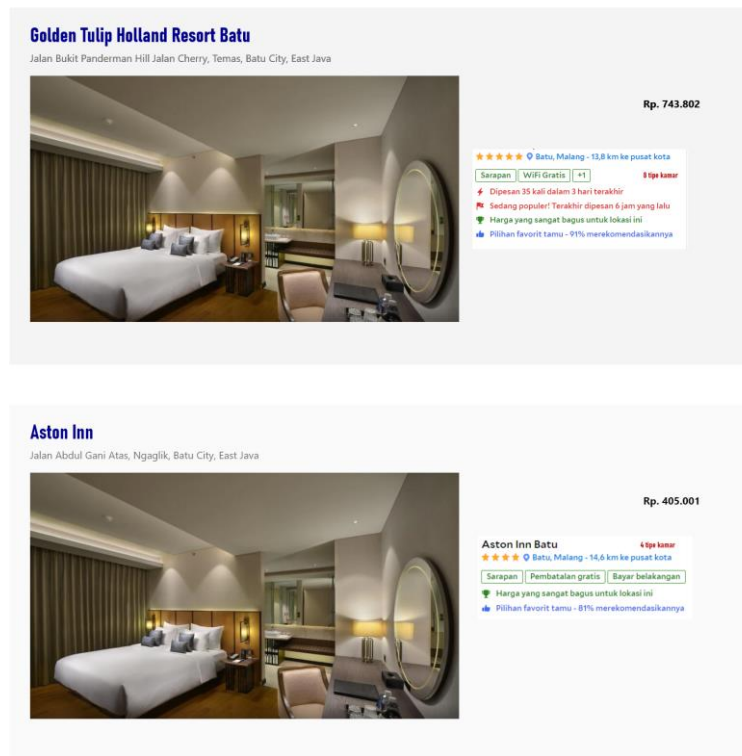 Golden Tulip Holland Resort Batu
Jalan Bukit Panderman Hill Jalan Cherry, Temas, Batu City, East Java
Rp. 743.802
Batu, Malang - 13,8 km ke pusat kota
Sarapan WiFi Gratis +1 8 tipe kamar
Dipesan 35 kali dalam 3 hari terakhir
Sedang populer! Terakhir dipesan 6 jam yang lalu
Harga yang sangat bagus untuk lokasi ini
Pilihan favorit tamu - 91% merekomendasikannya
Aston Inn
Jalan Abdul Gani Atas, Ngaglik, Batu City, East Java
Rp. 405.001
Aston Inn Batu 4 tipe kamar
Batu, Malang - 14,6 km ke pusat kota
Sarapan Pembatalan gratis Bayar belakangan
Harga yang sangat bagus untuk lokasi ini
Pilihan favorit tamu - 81% merekomendasikannya